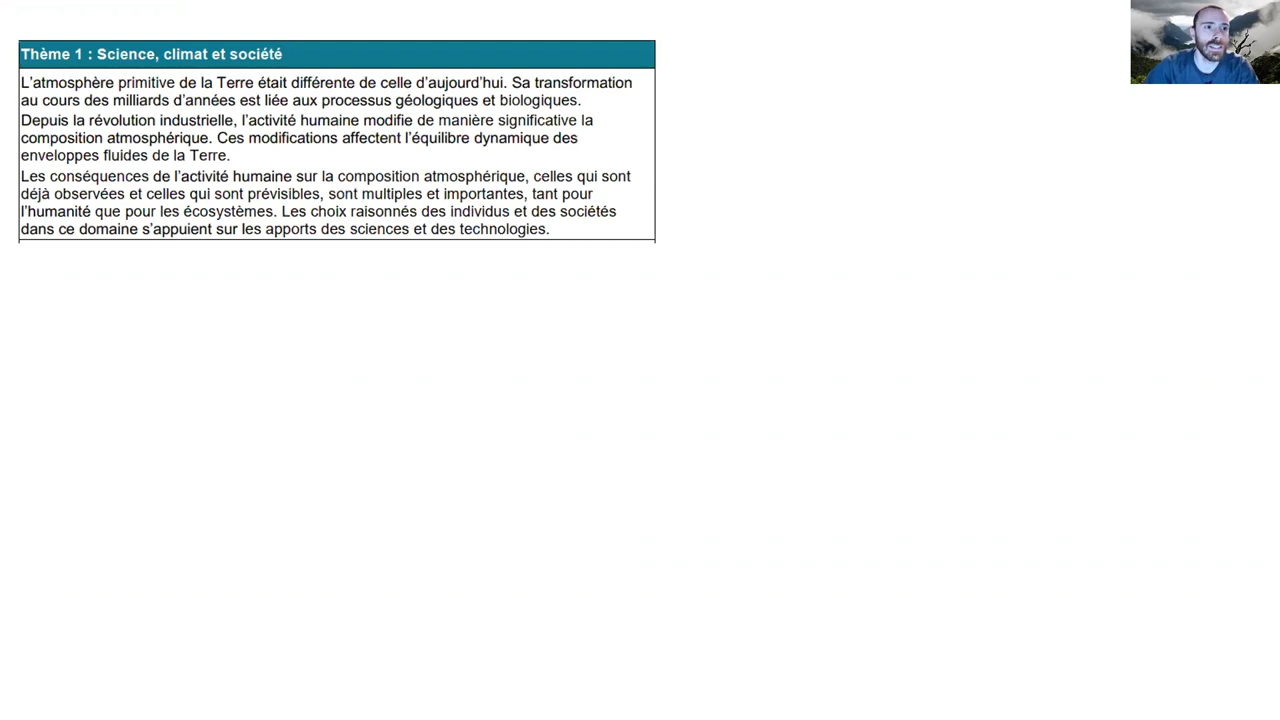 Thème 1 : Science, climat et société
L’atmosphère primitive de la Terre était différente de celle d’aujourd’hui. Sa transformation
au cours des milliards d’années est liée aux processus géologiques et biologiques.
Depuis la révolution industrielle, l’activité humaine modifie de manière significative la
composition atmosphérique. Ces modifications affectent l’équilibre dynamique des
enveloppes fluides de la Terre.
Les conséquences de l’activité humaine sur la composition atmosphérique, celles qui sont
déjà observées et celles qui sont prévisibles, sont multiples et importantes, tant pour
l’humanité que pour les écosystèmes. Les choix raisonnés des individus et des sociétés
dans ce domaine s’appuient sur les apports des sciences et des technologies.